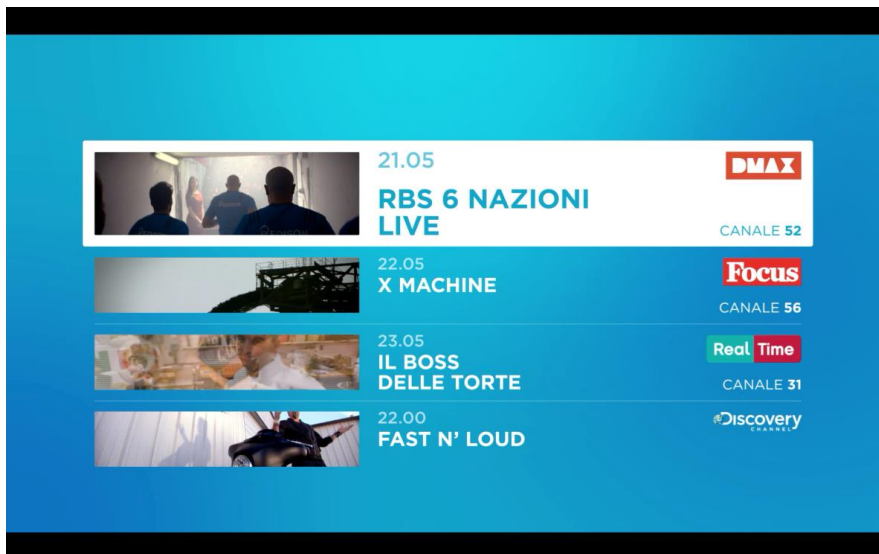 21.05
DMAX
RBS 6 NAZIONI
LIVE
CANALE 52
22.05
Focus
X MACHINE
CANALE 56
23.05
Real Time
IL BOSS
DELLE TORTE
CANALE 31
22.00
Discovery
CHANNEL
FAST N' LOUD